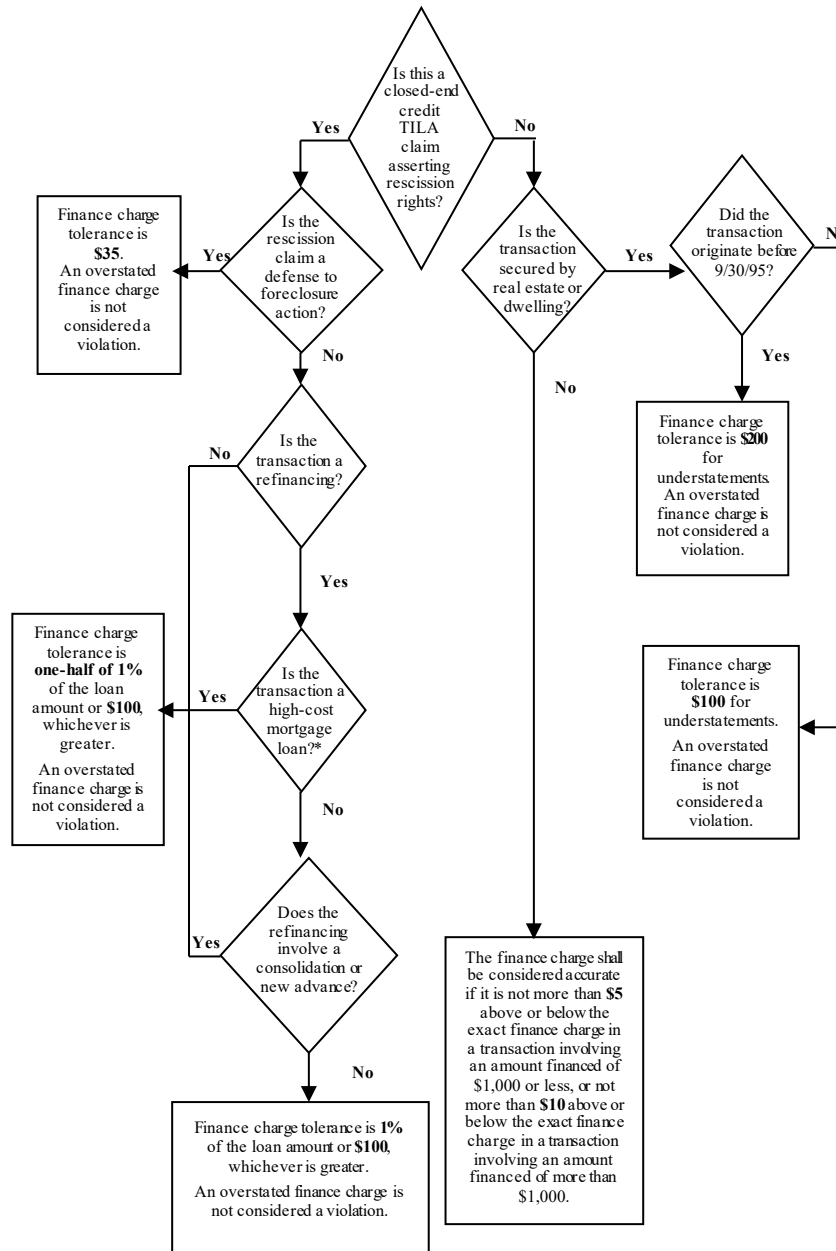 Is this a
closed-end
credit
TILA
claim
asserting
rescission
rights?
Yes
No
Finance charge
tolerance is
$35.
An overstated
finance charge
is not
considered a
violation.
Yes
Is the
rescission
claim a
defense to
foreclosure
action?
Is the
transaction
secured by
real estate or
dwelling?
Yes
Did the
transaction
originate before
9/30/95?
No
No
Yes
No
Is the
transaction a
refinancing?
Finance charge
tolerance is $200
for
understatements.
An overstated
finance charge is
not considered a
violation.
Yes
Finance charge
tolerance is
one-half of 1%
of the loan
amount or $100,
whichever is
greater.
An overstated
finance charge is
not considered a
violation.
Yes
Is the
transaction a
high-cost
mortgage
loan?*
Finance charge
tolerance is
$100 for
understatements.
An overstated
finance charge
is not
considered a
violation.
No
Yes
Does the
refinancing
involve a
consolidation or
new advance?
The finance charge shall
be considered accurate
if it is not more than $5
above or below the
exact finance charge in
a transaction involving
an amount financed of
$1,000 or less, or not
more than $10 above or
below the exact finance
charge in a transaction
involving an amount
financed of more than
$1,000.
No
Finance charge tolerance is 1%
of the loan amount or $100,
whichever is greater.
An overstated finance charge is
not considered a violation.